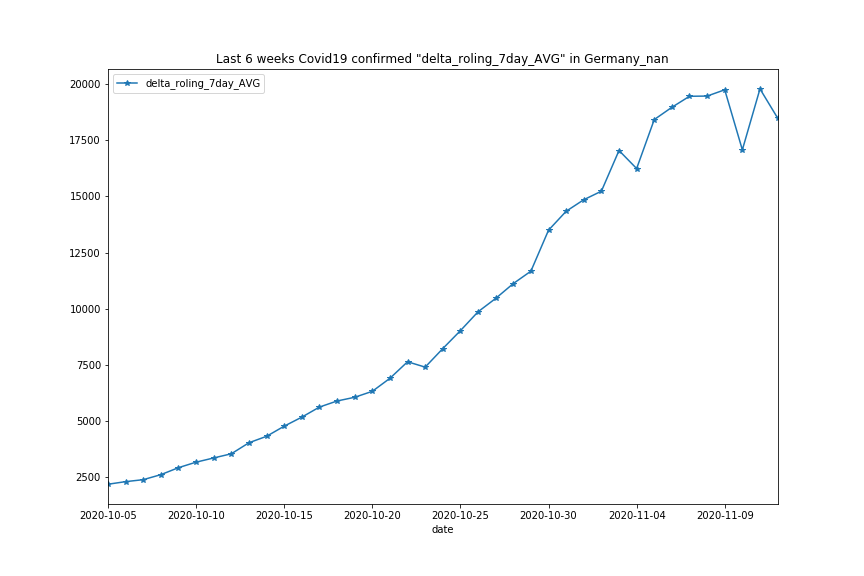 Last 6 weeks Covid19 confirmed "delta_roling_7day_AVG" in Germany_nan
delta_roling_7day_AVG
20000
17500
15000
12500
10000
7500
5000
2500
2020-10-05 2020-10-10 2020-10-15 2020-10-20 2020-10-25 2020-10-30 2020-11-04 2020-11-09
date